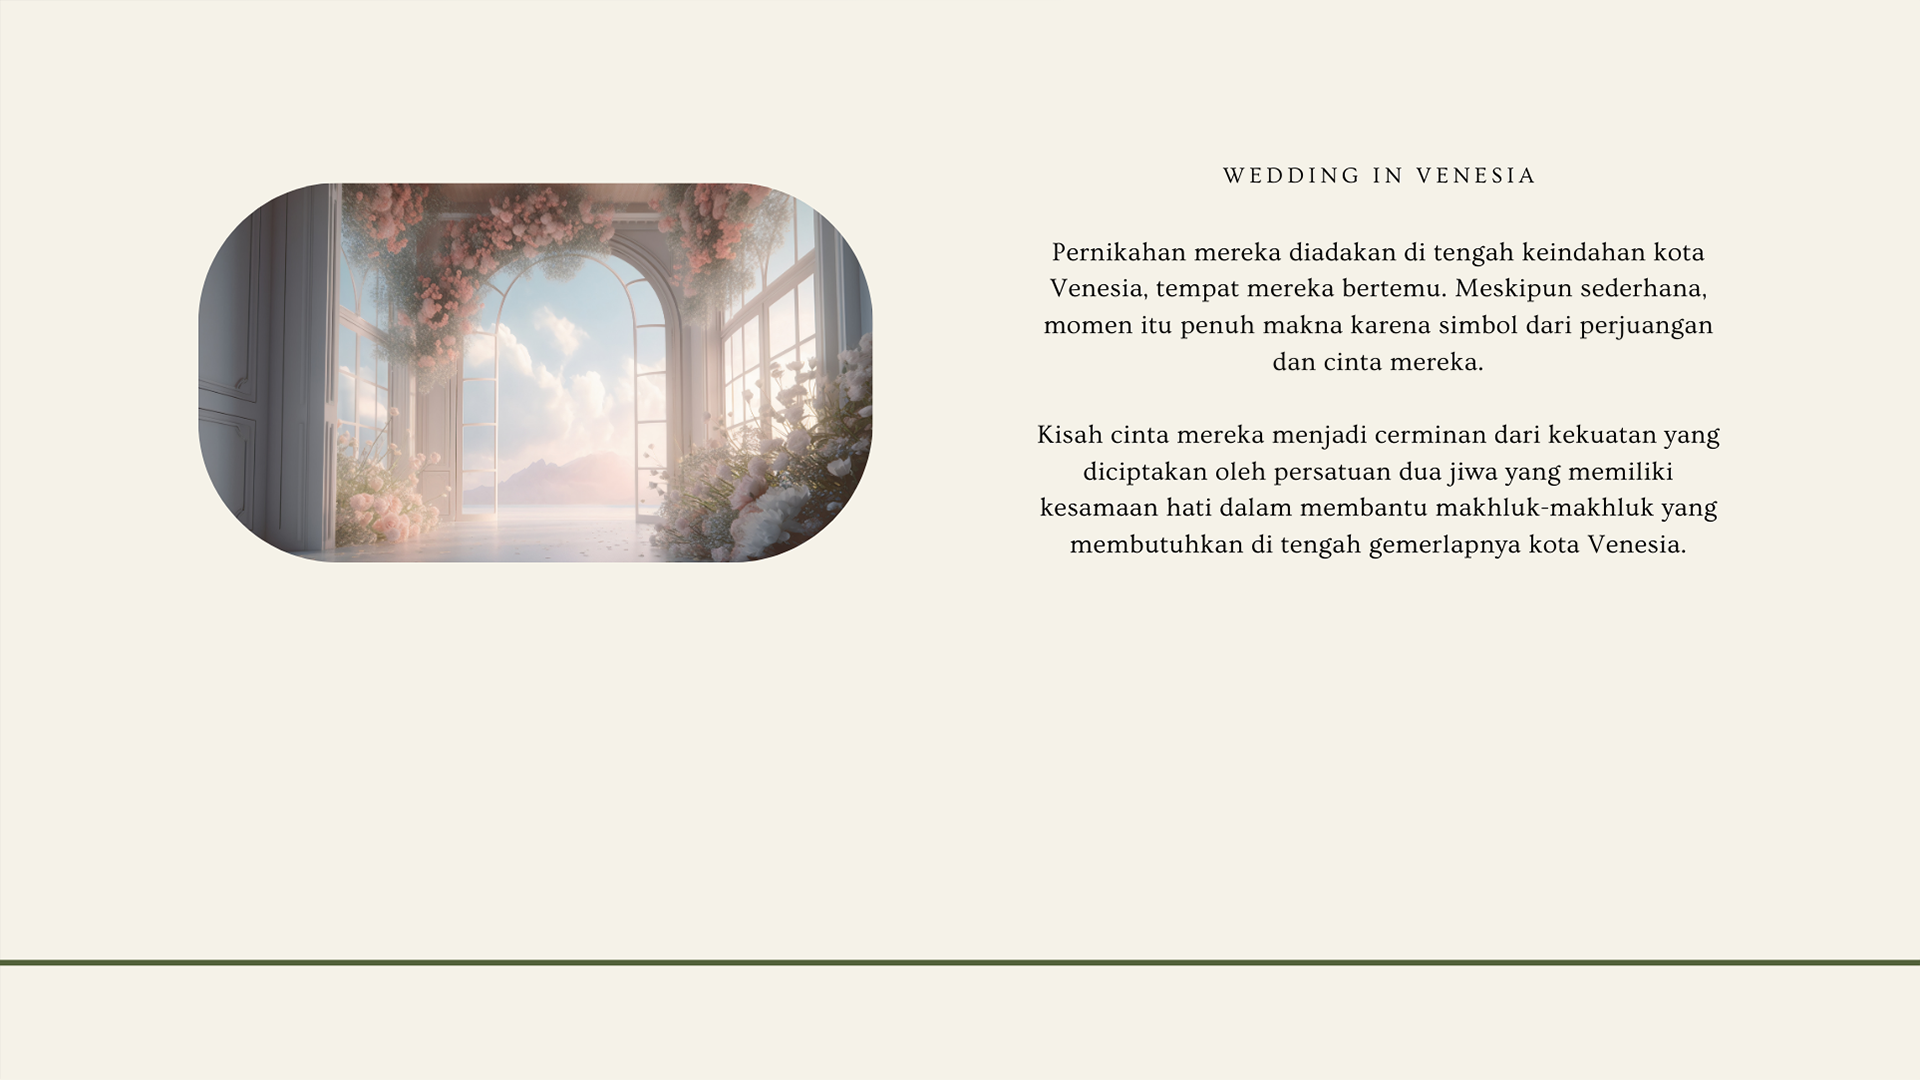 WEDDING IN VENESIA
Pernikahan mereka diadakan di tengah keindahan kota
Venesia, tempat mereka bertemu. Meskipun sederhana,
momen itu penuh makna karena simbol dari perjuangan
dan cinta mereka.
Kisah cinta mereka menjadi cerminan dari kekuatan yang
diciptakan oleh persatuan dua jiwa yang memiliki
kesamaan hati dalam membantu makhluk-makhluk yang
membutuhkan di tengah gemerlapnya kota Venesia.